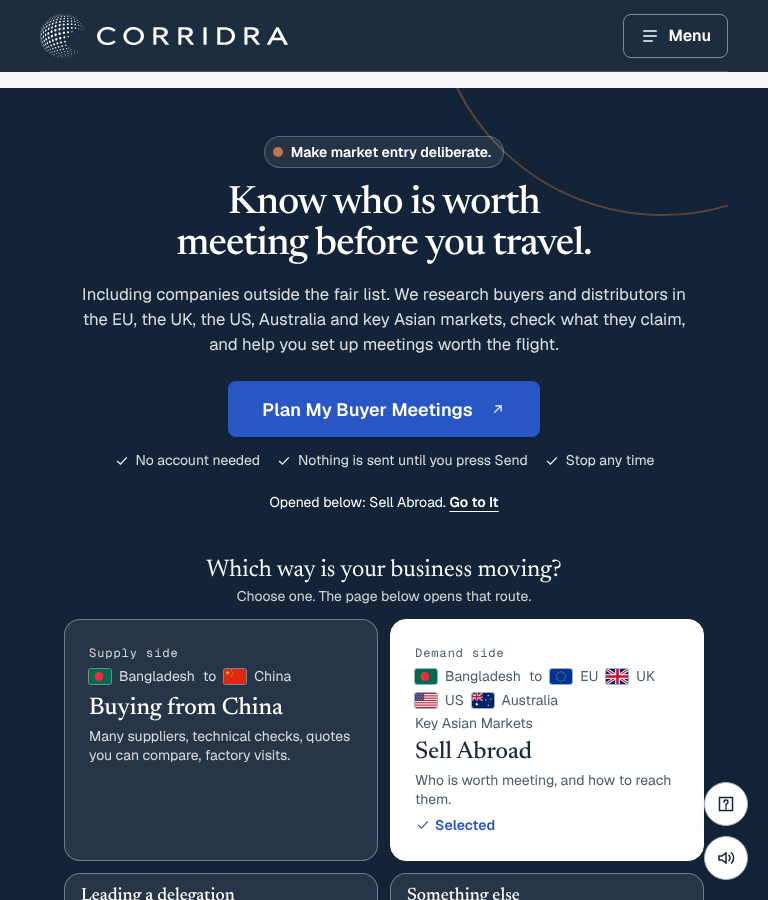 CORRIDRA
Menu
Make market entry deliberate.
Know who is worth
meeting before you travel.
Including companies outside the fair list. We research buyers and distributors in
the EU, the UK, the US, Australia and key Asian markets, check what they claim,
and help you set up meetings worth the flight.
Plan My Buyer Meetings
No account needed
Nothing is sent until you press Send
Stop any time
Opened below: Sell Abroad. Go to It
Which way is your business moving?
Choose one. The page below opens that route.
Supply side
Bangladesh to China
Buying from China
Many suppliers, technical checks, quotes
you can compare, factory visits.
Demand side
Bangladesh to EU UK
US Australia
Key Asian Markets
Sell Abroad
Who is worth meeting, and how to reach
them.
Selected
Leading a delegation
Something else